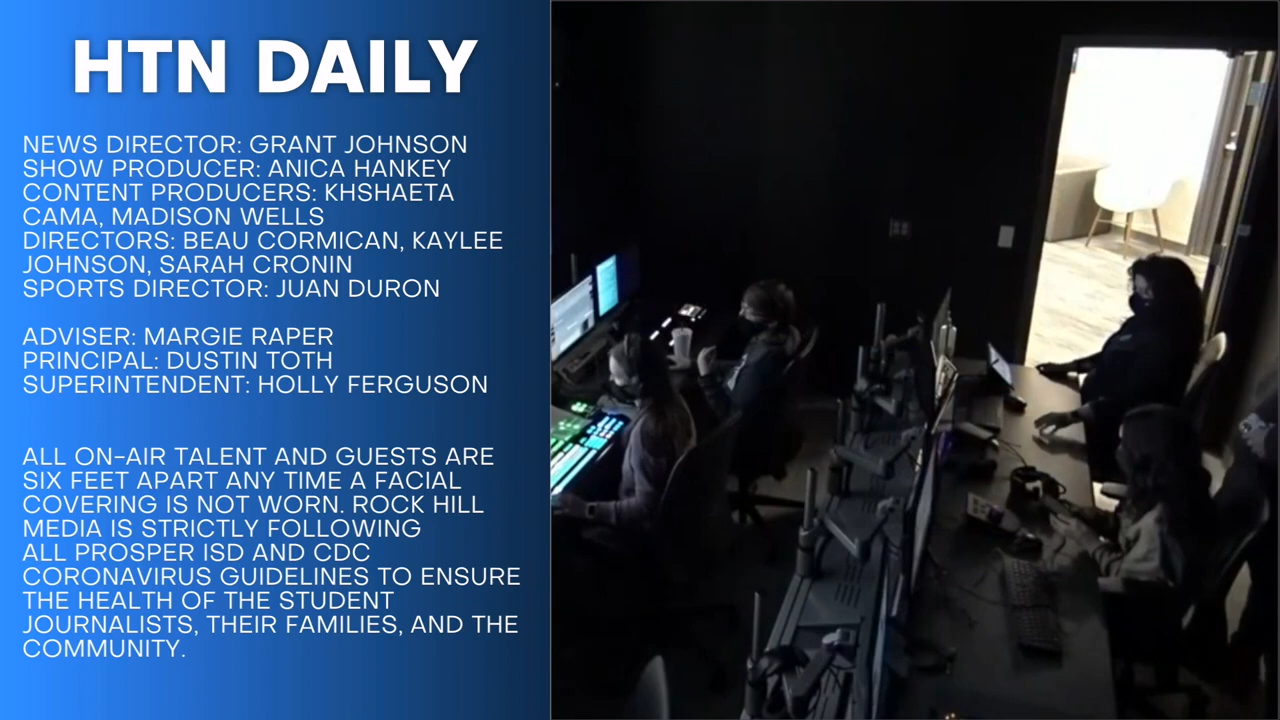 HTN DAILY
NEWS DIRECTOR: GRANT JOHNSON
SHOW PRODUCER: ANICA HANKEY
CONTENT PRODUCERS: KHSHAETA
CAMA, MADISON WELLS
DIRECTORS: BEAU CORMICAN, KAYLEE
JOHNSON, SARAH CRONIN
SPORTS DIRECTOR: JUAN DURON
ADVISER: MARGIE RAPER
PRINCIPAL: DUSTIN TOTH
SUPERINTENDENT: HOLLY FERGUSON
ALL ON-AIR TALENT AND GUESTS ARE
SIX FEET APART ANY TIME A FACIAL
COVERING IS NOT WORN. ROCK HILL
MEDIA IS STRICTLY FOLLOWING
ALL PROSPER ISD AND CDC
CORONAVIRUS GUIDELINES TO ENSURE
THE HEALTH OF THE STUDENT
JOURNALISTS, THEIR FAMILIES, AND THE
COMMUNITY.